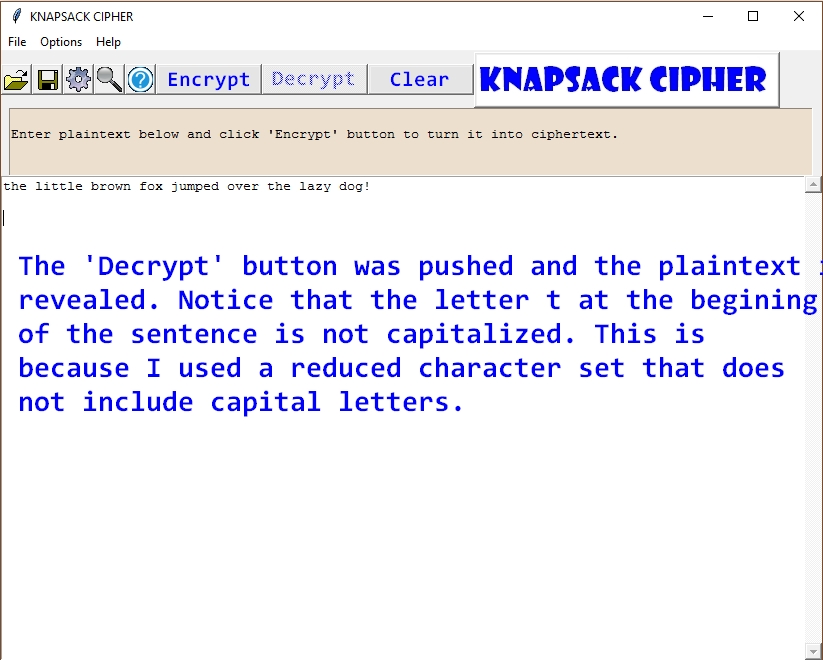 KNAPSACK CIPHER
File Options Help
Encrypt Decrypt Clear KNAPSACK CIPHER
Enter plaintext below and click 'Encrypt' button to turn it into ciphertext.
the little brown fox jumped over the lazy dog!
The 'Decrypt' button was pushed and the plaintext
revealed. Notice that the letter t at the begining
of the sentence is not capitalized. This is
because I used a reduced character set that does
not include capital letters.